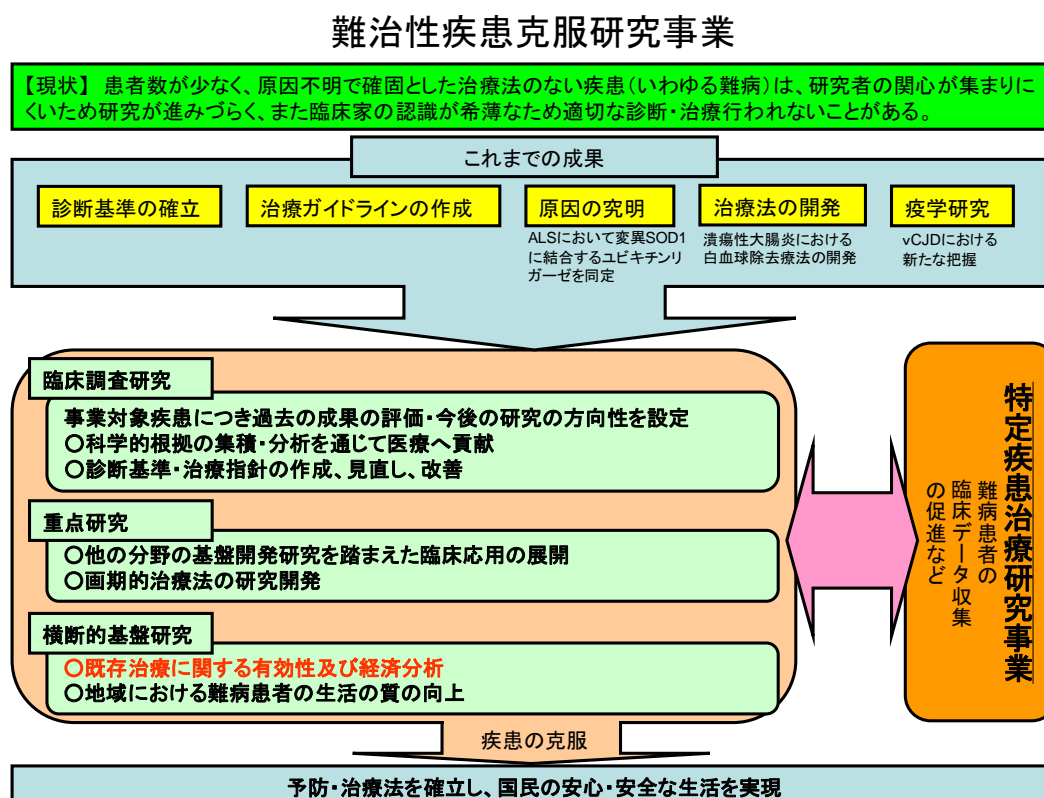 難治性疾患克服研究事業
【現状】 患者数が少なく、原因不明で確固とした治療法のない疾患(いわゆる難病)は、研究者の関心が集まりに
くいため研究が進みづらく、また臨床家の認識が希薄なため適切な診断・治療行われないことがある。
これまでの成果
診断基準の確立
治療ガイドラインの作成
原因の究明
ALSにおいて変異SOD1
に結合するユビキチンリ
ガーゼを同定
治療法の開発
潰瘍性大腸炎における
白血球除去療法の開発
疫学研究
vCJDにおける
新たな把握
臨床調査研究
事業対象疾患につき過去の成果の評価・今後の研究の方向性を設定
○科学的根拠の集積・分析を通じて医療へ貢献
○診断基準・治療指針の作成、見直し、改善
重点研究
○他の分野の基盤開発研究を踏まえた臨床応用の展開
○画期的治療法の研究開発
横断的基盤研究
○既存治療に関する有効性及び経済分析
○地域における難病患者の生活の質の向上
特定疾患治療研究事業
難病患者の
臨床データ収集
の促進など
疾患の克服
予防・治療法を確立し、国民の安心・安全な生活を実現